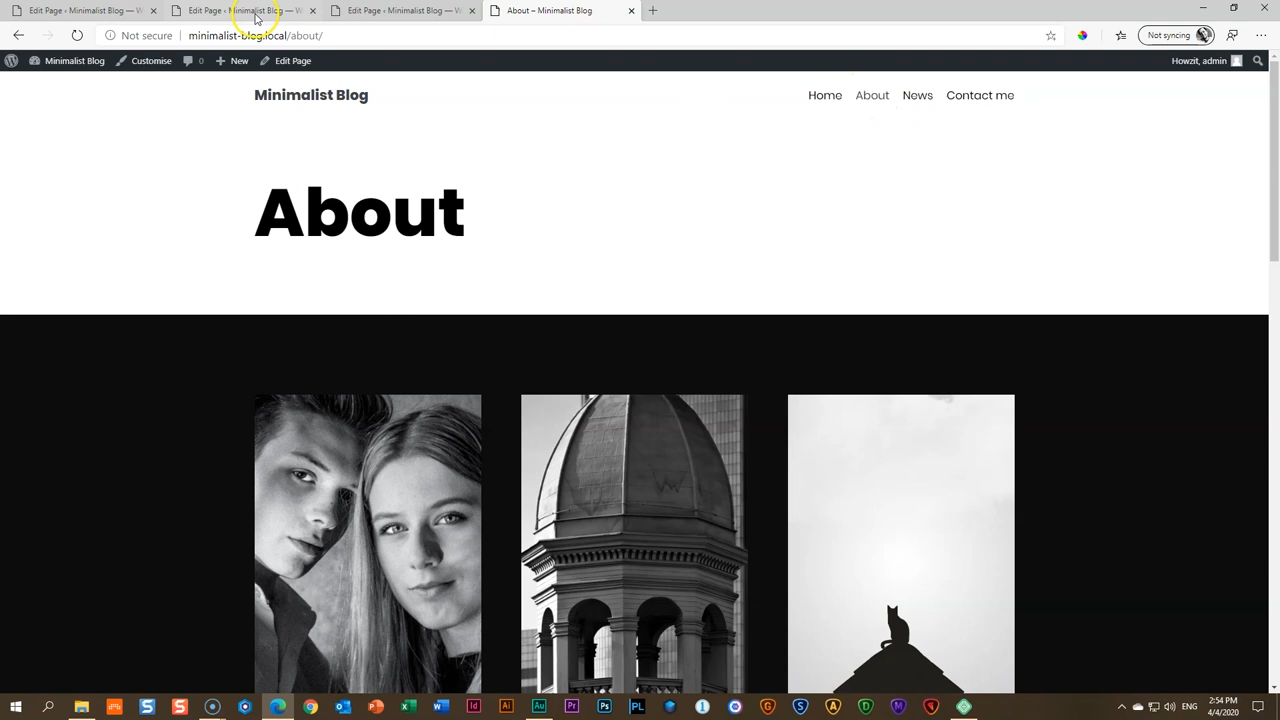 Edit Page ‹ Minimalist Blog — W
Edit Page ‹ Minimalist Blog — W
Edit Page ‹ Minimalist Blog — W
About – Minimalist Blog
Not secure
minimalist-blog.local/about/
Not syncing
Minimalist Blog
Customise
0
New
Edit Page
Howzit, admin
Minimalist Blog
Home
About
News
Contact me
About
ENG
2:54 PM
4/4/2020